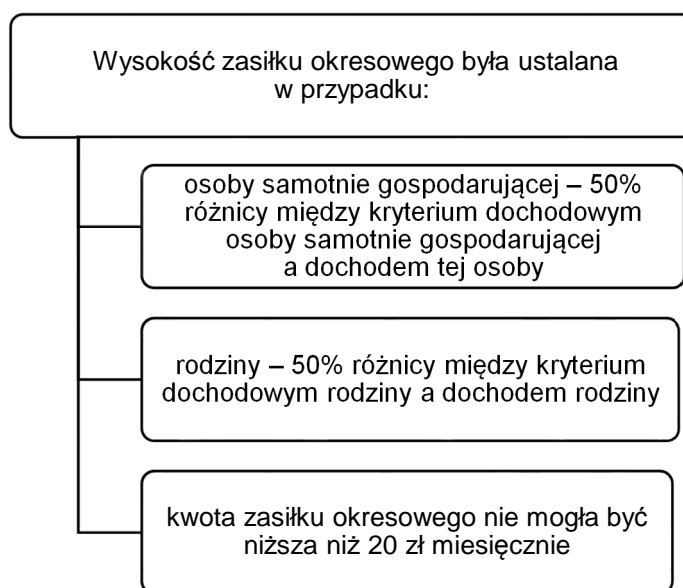 Wysokość zasiłku okresowego była ustalana
w przypadku:
osoby samotnie gospodarującej – 50%
różnicy między kryterium dochodowym
osoby samotnie gospodarującej
a dochodem tej osoby
rodziny – 50% różnicy między kryterium
dochodowym rodziny a dochodem rodziny
kwota zasiłku okresowego nie mogła być
niższa niż 20 zł miesięcznie